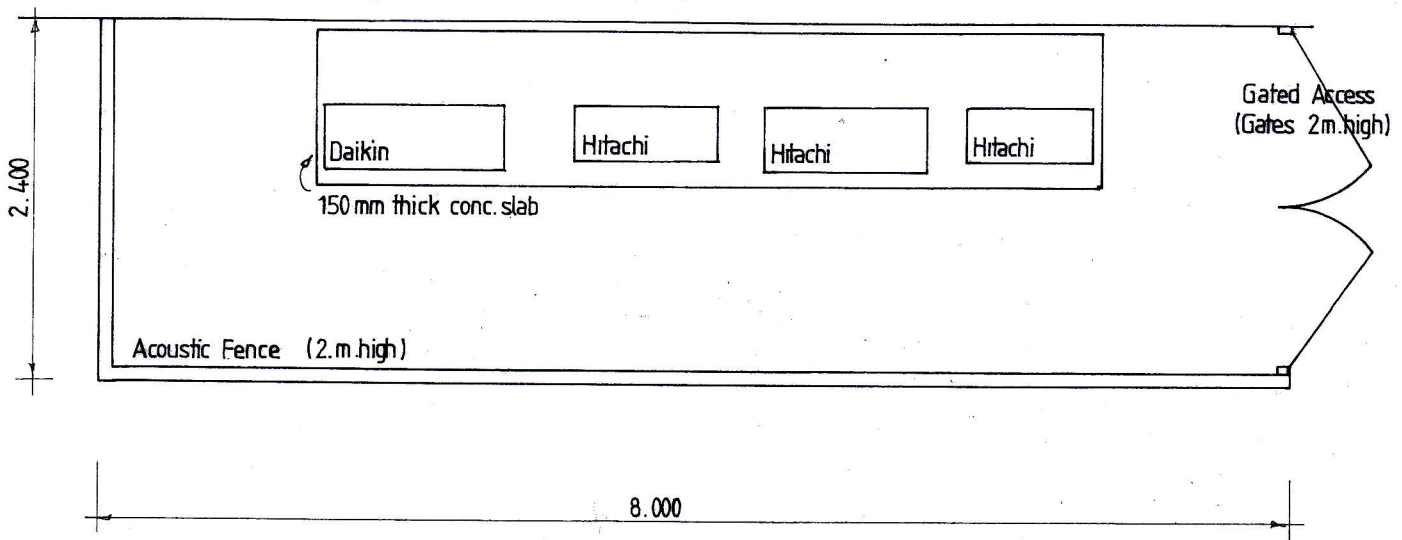 Gated Access
(Gates 2m.high)
Daikin
Hitachi
Hitachi
Hitachi
2.400
150 mm thick conc. slab
Acoustic Fence (2.m.high)
8.000